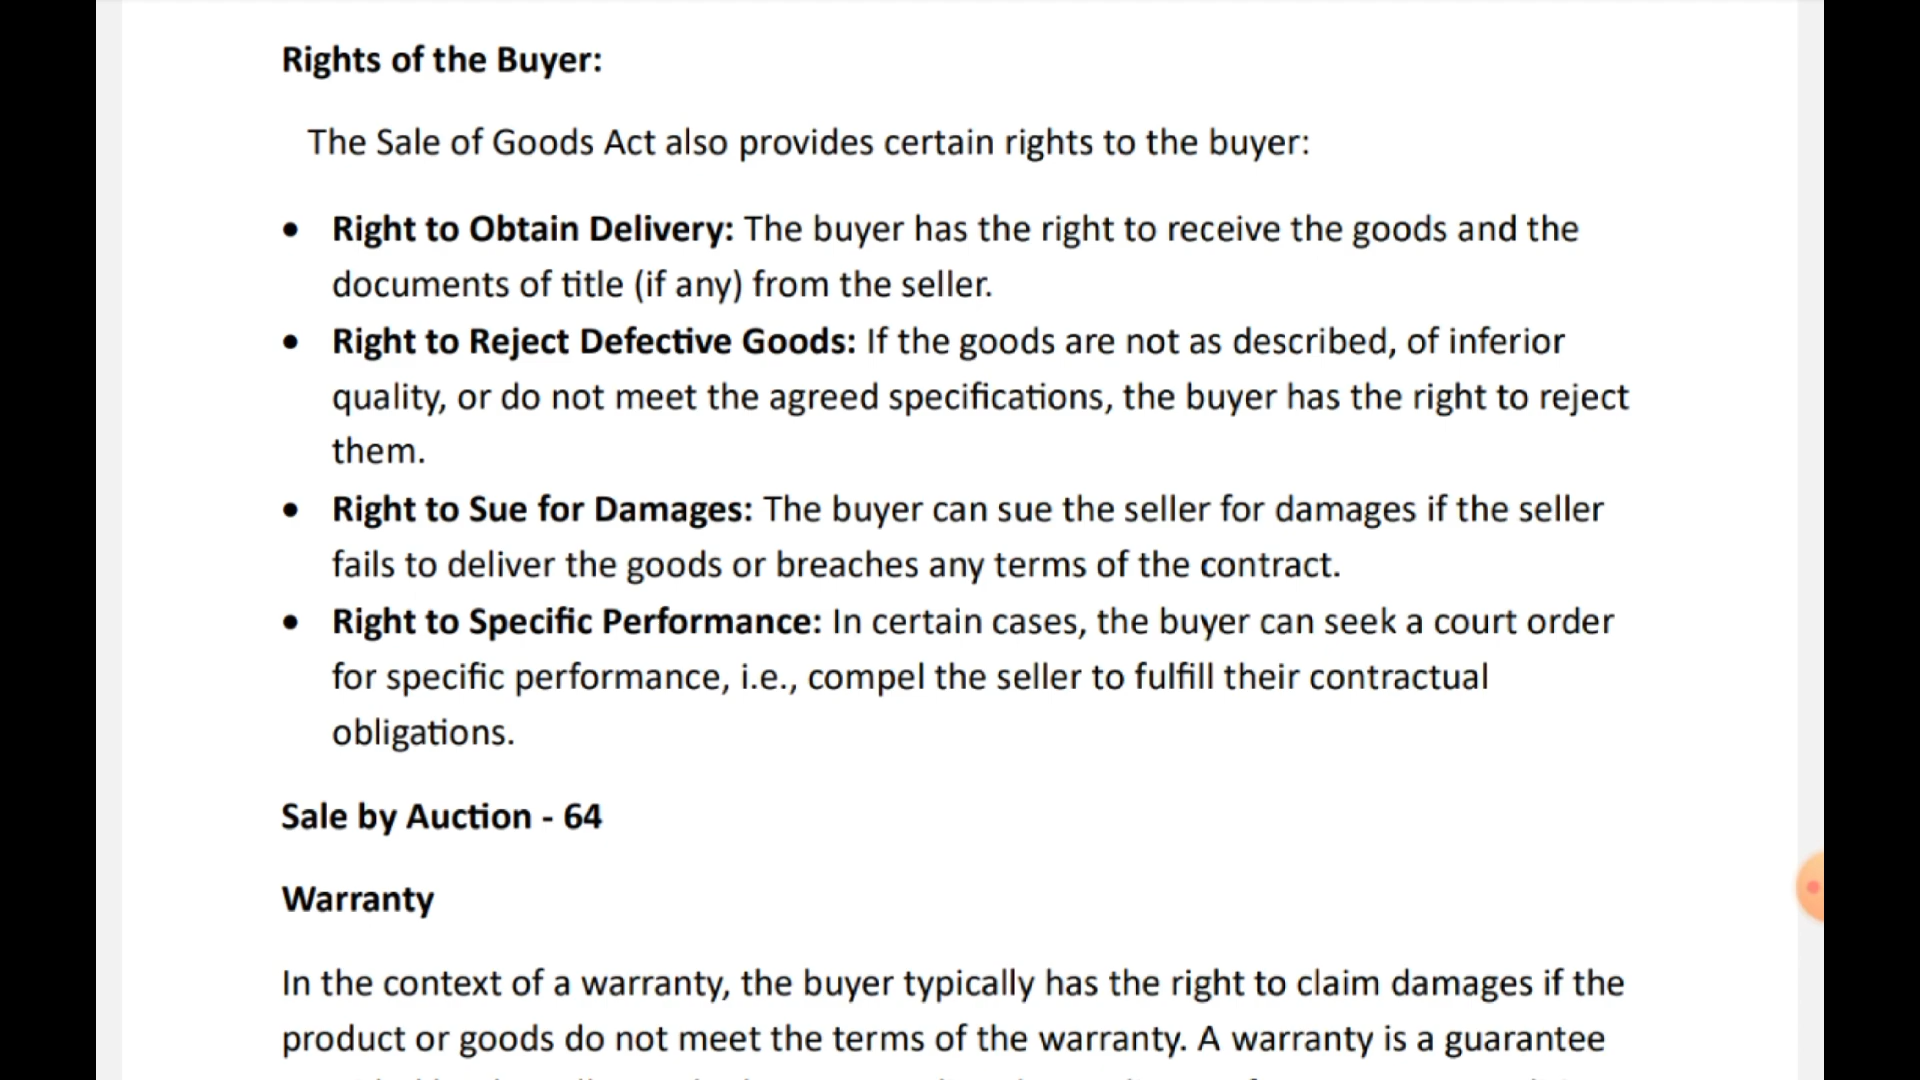 Rights of the Buyer:
The Sale of Goods Act also provides certain rights to the buyer:
• Right to Obtain Delivery: The buyer has the right to receive the goods and the
documents of title (if any) from the seller.
• Right to Reject Defective Goods: If the goods are not as described, of inferior
quality, or do not meet the agreed specifications, the buyer has the right to reject
them.
• Right to Sue for Damages: The buyer can sue the seller for damages if the seller
fails to deliver the goods or breaches any terms of the contract.
• Right to Specific Performance: In certain cases, the buyer can seek a court order
for specific performance, i.e., compel the seller to fulfill their contractual
obligations.
Sale by Auction - 64
Warranty
In the context of a warranty, the buyer typically has the right to claim damages if the
product or goods do not meet the terms of the warranty. A warranty is a guarantee